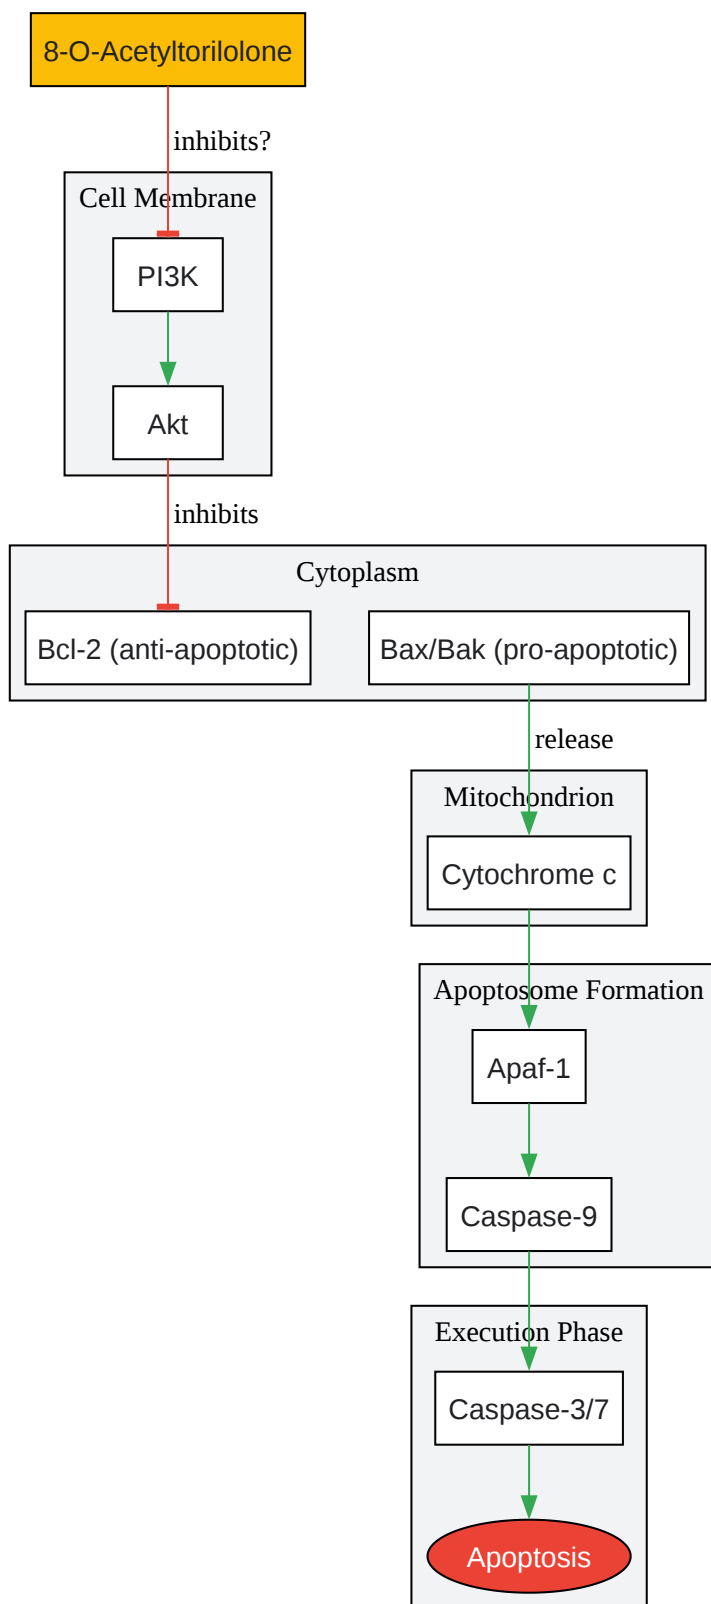 8-O-Acetyltorilolone
inhibits?
Cell Membrane
PI3K
Akt
inhibits
Cytoplasm
Bcl-2 (anti-apoptotic)
Bax/Bak (pro-apoptotic)
release
Mitochondrion
Cytochrome c
Apoptosome Formation
Apaf-1
Caspase-9
Execution Phase
Caspase-3/7
Apoptosis